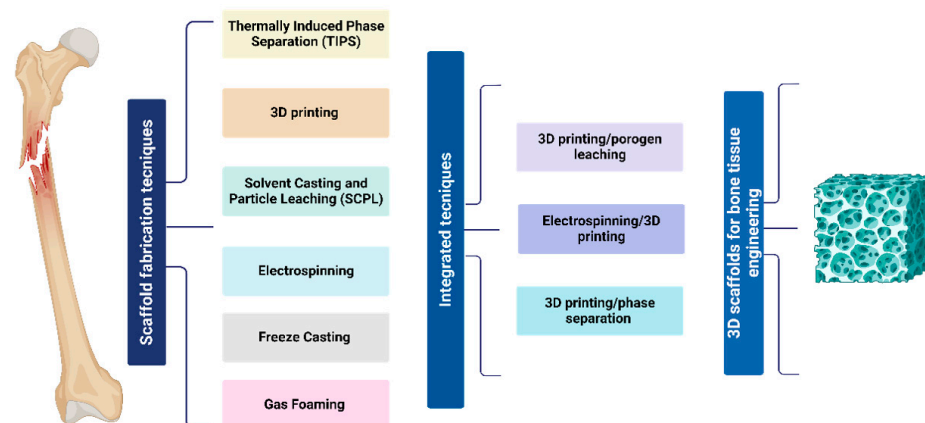 Scaffold fabrication tecniques
Thermally Induced Phase
Separation (TIPS)
3D printing
Solvent Casting and
Particle Leaching (SCPL)
Electrospinning
Freeze Casting
Gas Foaming
Integrated tecniques
3D printing/porogen
leaching
Electrospinning/3D
printing
3D printing/phase
separation
3D scaffolds for bone tissue
engineering